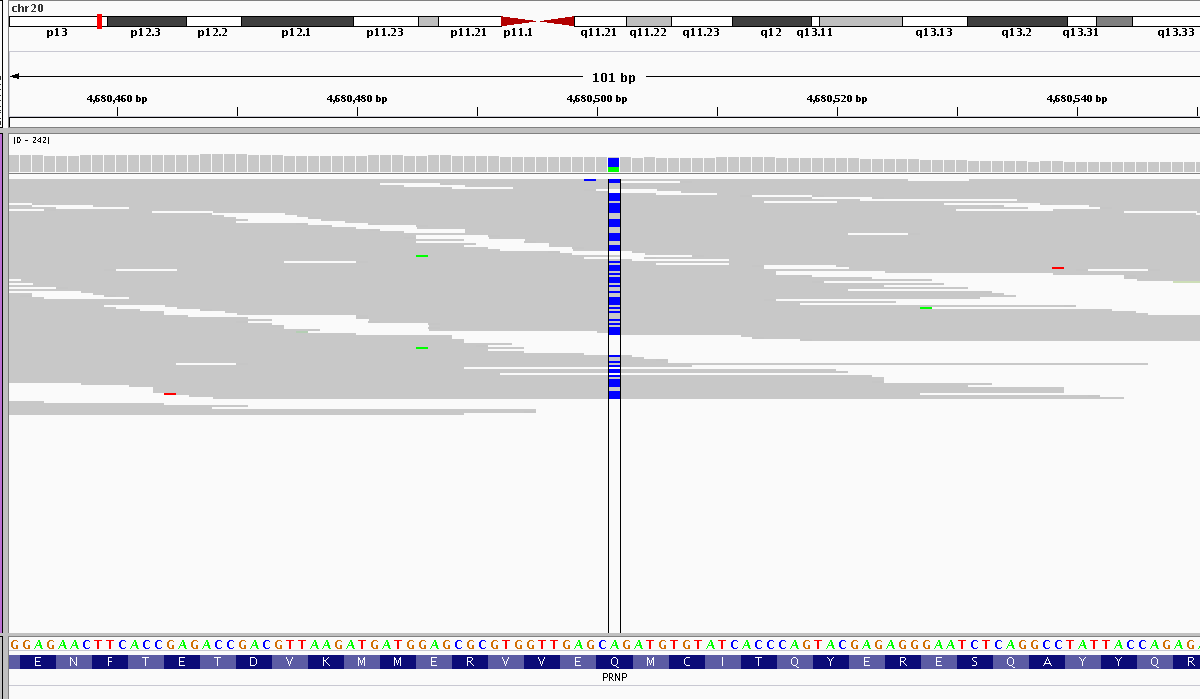 chr20
p13 p12.3 p12.2 p12.1 p11.23 p11.21 p11.1 q11.21 q11.22 q11.23 q12 q13.11 q13.13 q13.2 q13.31 q13.33
101 bp
4,680,460 bp 4,680,480 bp 4,680,500 bp 4,680,520 bp 4,680,540 bp
[0 - 242]
GGAGAACTTCACCGAGACCGACGTTAAGATGATGGAGCGCGTGGTTGAGCAGATGTGTATCACCCAGTACGAGAGGGAATCTCAGGCCTATTACCAGAG
E N F T E T D V K M M E R V V E Q M C I T Q Y E R E S Q A Y Y Q R
PRNP